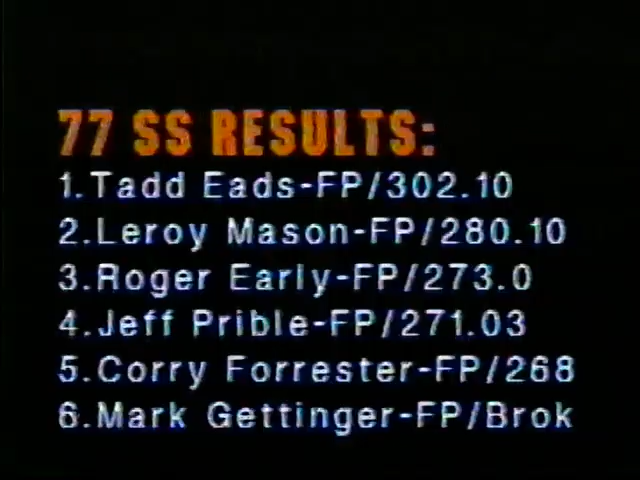 77 SS RESULTS:
1.Tadd Eads-FP/302.10
2.Leroy Mason-FP/280.10
3.Roger Early-FP/273.0
4.Jeff Prible-FP/271.03
5.Corry Forrester-FP/268
6.Mark Gettinger-FP/Brok